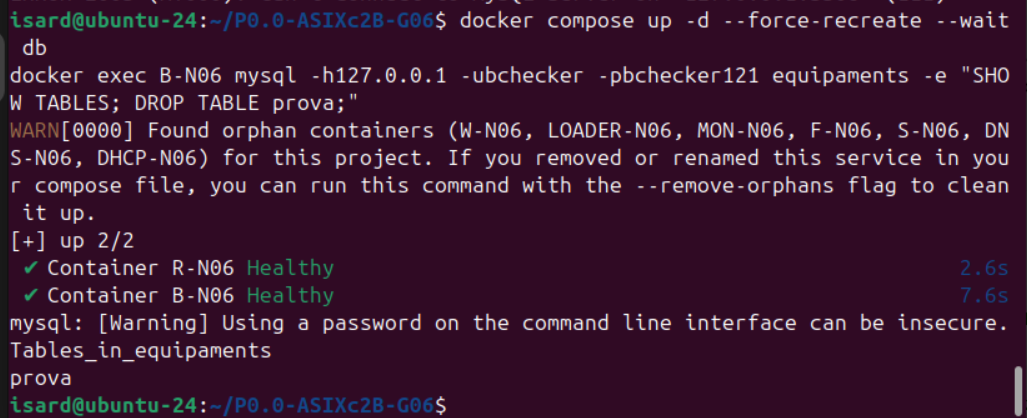 isard@ubuntu-24:~/P0.0-ASIXc2B-G06$ docker compose up -d --force-recreate --wait
 db
docker exec B-N06 mysql -h127.0.0.1 -ubchecker -pbchecker121 equipaments -e "SHO
W TABLES; DROP TABLE prova;"
WARN[0000] Found orphan containers (W-N06, LOADER-N06, MON-N06, F-N06, S-N06, DN
S-N06, DHCP-N06) for this project. If you removed or renamed this service in you
r compose file, you can run this command with the --remove-orphans flag to clean
 it up.
[+] up 2/2
 ✔ Container R-N06 Healthy 2.6s
 ✔ Container B-N06 Healthy 7.6s
mysql: [Warning] Using a password on the command line interface can be insecure.
Tables_in_equipaments
prova
isard@ubuntu-24:~/P0.0-ASIXc2B-G06$